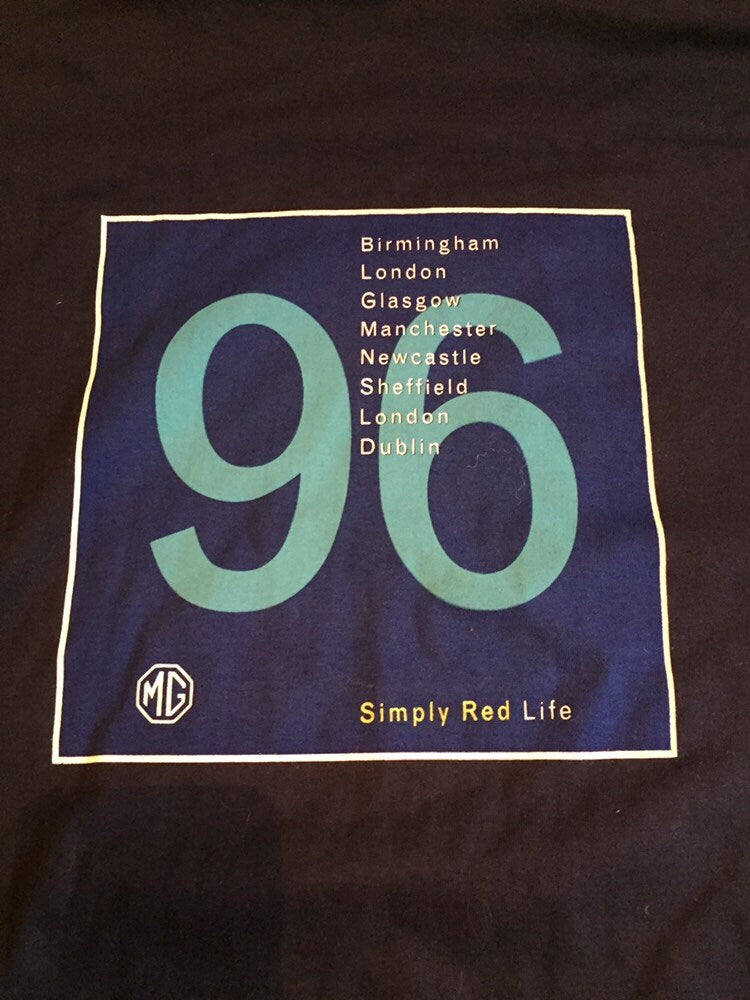 Birmingham
London
Glasgow
Manchester
Newcastle
Sheffield
London
Dublin
96
MG
Simply Red Life